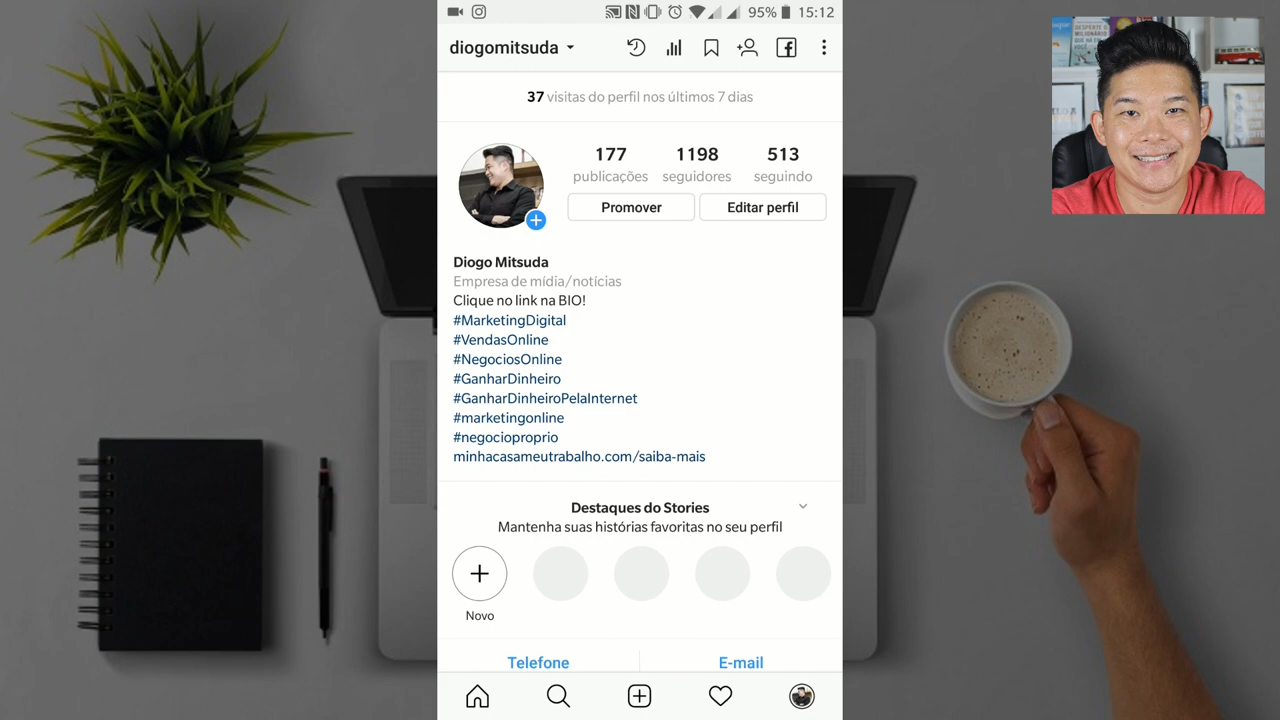 95% 15:12
diogomitsuda
37 visitas do perfil nos últimos 7 dias
177 1198 513
publicações seguidores seguindo
Promover Editar perfil
Diogo Mitsuda
Empresa de mídia/notícias
Clique no link na BIO!
#MarketingDigital
#VendasOnline
#NegociosOnline
#GanharDinheiro
#GanharDinheiroPelaInternet
#marketingonline
#negocioproprio
minhacasameutrabalho.com/saiba-mais
Destaques do Stories
Mantenha suas histórias favoritas no seu perfil
Novo
Telefone E-mail